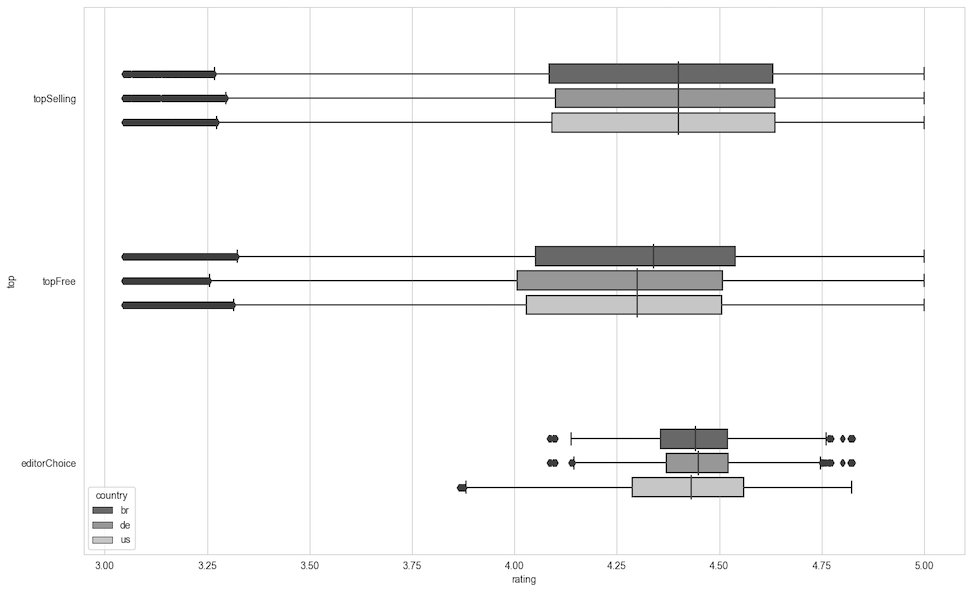 topSelling
topFree
top
editorChoice
country
br
de
us
3.00 3.25 3.50 3.75 4.00 4.25 4.50 4.75 5.00
rating